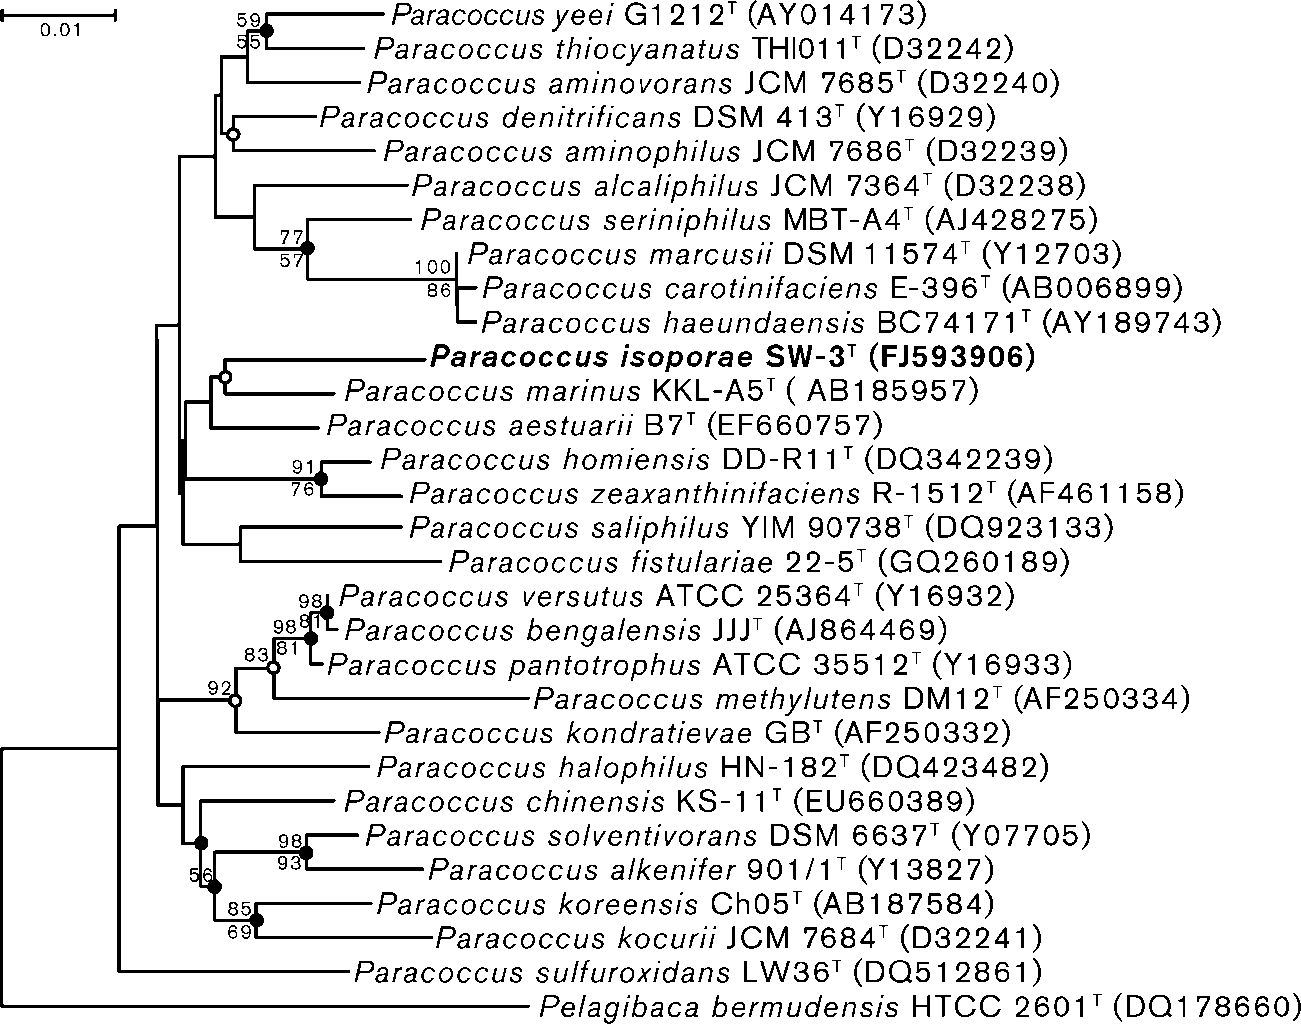 0.01
59
Paracoccus yeei G1212ᵀ (AY014173)
55
Paracoccus thiocyanatus THI011ᵀ (D32242)
Paracoccus aminovorans JCM 7685ᵀ (D32240)
Paracoccus denitrificans DSM 413ᵀ (Y16929)
Paracoccus aminophilus JCM 7686ᵀ (D32239)
Paracoccus alcaliphilus JCM 7364ᵀ (D32238)
Paracoccus seriniphilus MBT-A4ᵀ (AJ428275)
77
57
Paracoccus marcusii DSM 11574ᵀ (Y12703)
100
86
Paracoccus carotinifaciens E-396ᵀ (AB006899)
Paracoccus haeundaensis BC74171ᵀ (AY189743)
Paracoccus isoporae SW-3ᵀ (FJ593906)
Paracoccus marinus KKL-A5ᵀ ( AB185957)
Paracoccus aestuarii B7ᵀ (EF660757)
Paracoccus homiensis DD-R11ᵀ (DQ342239)
91
76
Paracoccus zeaxanthinifaciens R-1512ᵀ (AF461158)
Paracoccus saliphilus YIM 90738ᵀ (DQ923133)
Paracoccus fistulariae 22-5ᵀ (GQ260189)
98
Paracoccus versutus ATCC 25364ᵀ (Y16932)
81
98
Paracoccus bengalensis JJJᵀ (AJ864469)
81
83
Paracoccus pantotrophus ATCC 35512ᵀ (Y16933)
92
Paracoccus methylutens DM12ᵀ (AF250334)
Paracoccus kondratievae GBᵀ (AF250332)
Paracoccus halophilus HN-182ᵀ (DQ423482)
Paracoccus chinensis KS-11ᵀ (EU660389)
Paracoccus solventivorans DSM 6637ᵀ (Y07705)
98
93
Paracoccus alkenifer 901/1ᵀ (Y13827)
56
Paracoccus koreensis Ch05ᵀ (AB187584)
85
69
Paracoccus kocurii JCM 7684ᵀ (D32241)
Paracoccus sulfuroxidans LW36ᵀ (DQ512861)
Pelagibaca bermudensis HTCC 2601ᵀ (DQ178660)